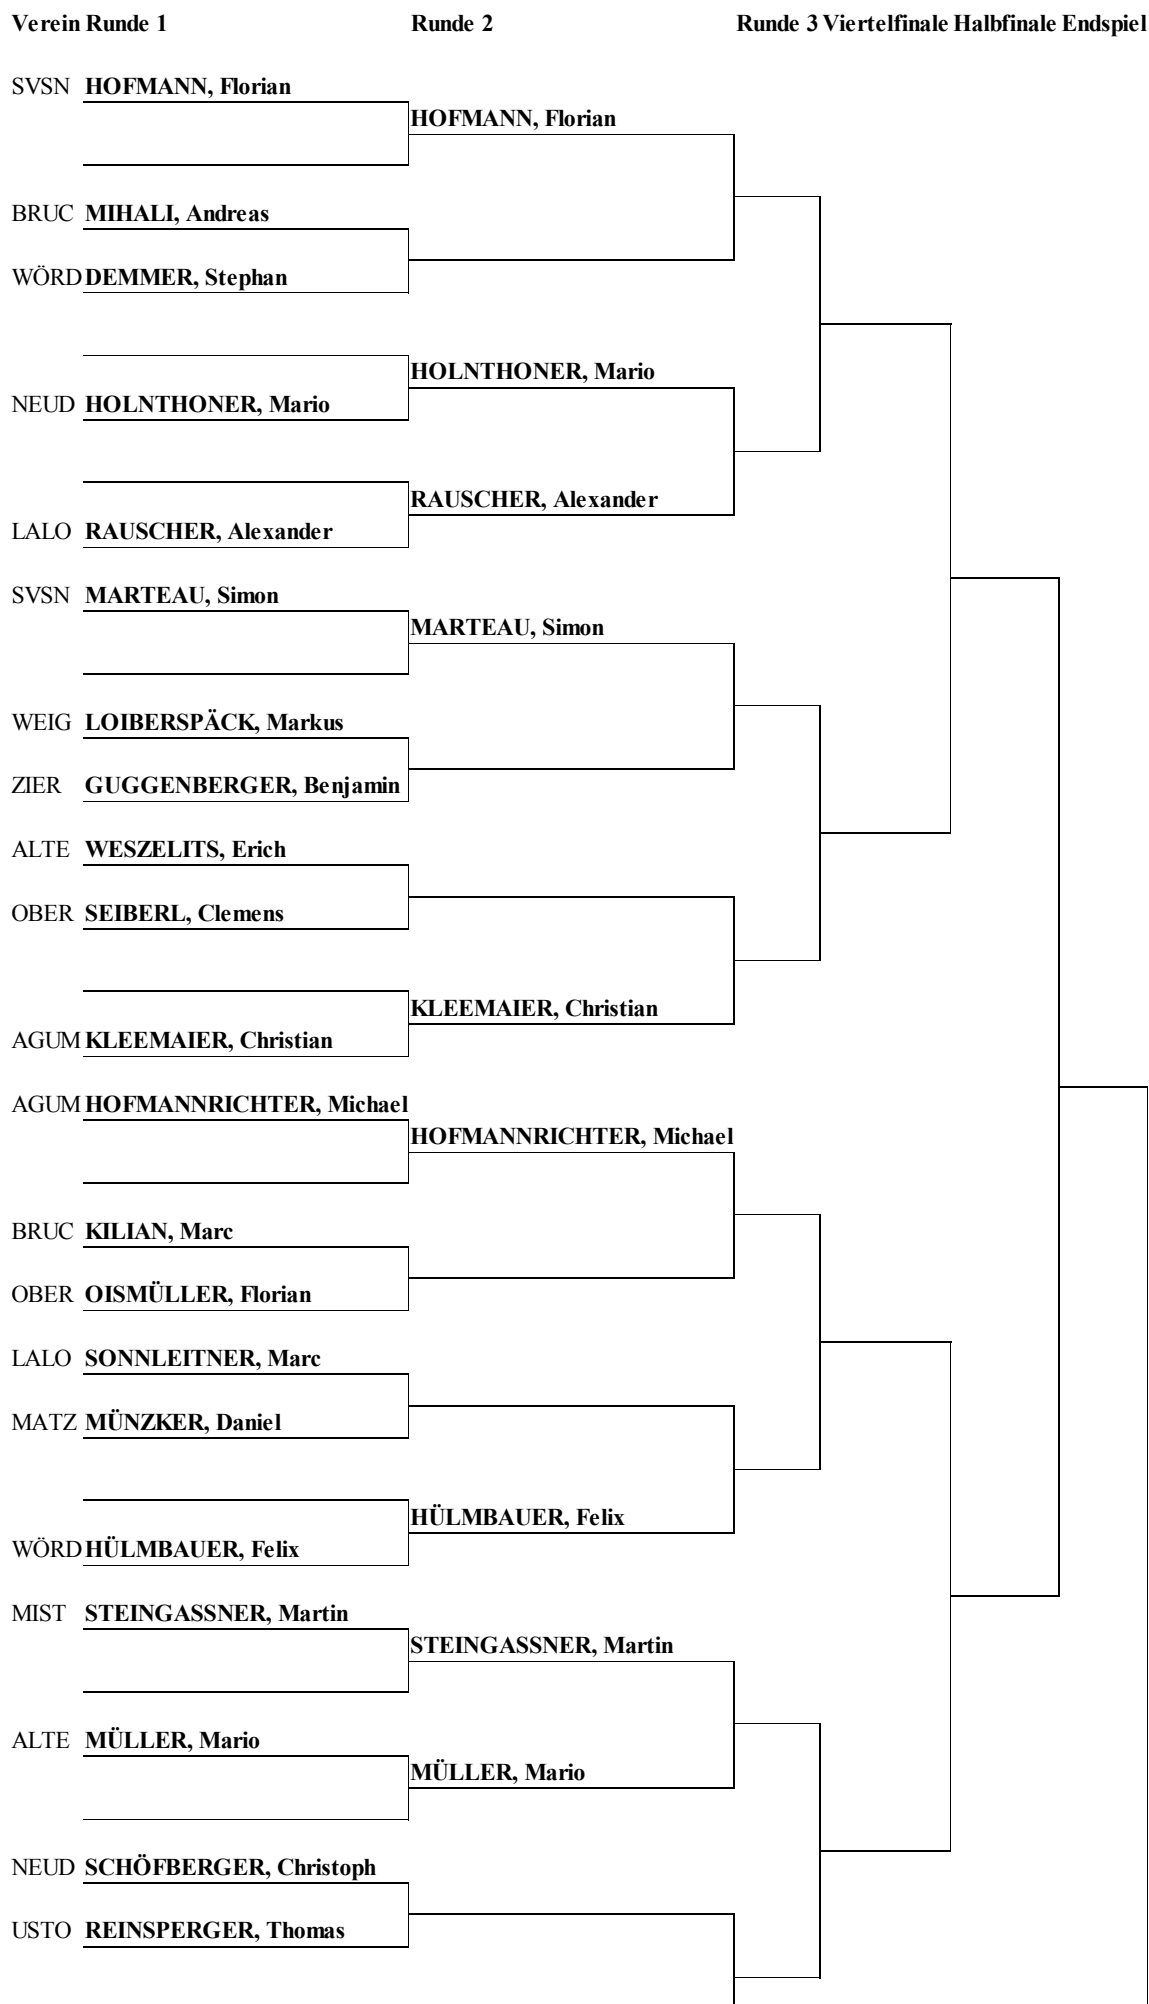 Verein Runde 1 Runde 2 Runde 3 Viertelfinale Halbfinale Endspiel
SVSN HOFMANN, Florian
HOFMANN, Florian
BRUC MIHALI, Andreas
WÖRD DEMMER, Stephan
HOLNTHONER, Mario
NEUD HOLNTHONER, Mario
RAUSCHER, Alexander
LALO RAUSCHER, Alexander
SVSN MARTEAU, Simon
MARTEAU, Simon
WEIG LOIBERSPÄCK, Markus
ZIER GUGGENBERGER, Benjamin
ALTE WESZELITS, Erich
OBER SEIBERL, Clemens
KLEEMAIER, Christian
AGUM KLEEMAIER, Christian
AGUM HOFMANNRICHTER, Michael
HOFMANNRICHTER, Michael
BRUC KILIAN, Marc
OBER OISMÜLLER, Florian
LALO SONNLEITNER, Marc
MATZ MÜNZKER, Daniel
HÜLMBAUER, Felix
WÖRD HÜLMBAUER, Felix
MIST STEINGASSNER, Martin
STEINGASSNER, Martin
ALTE MÜLLER, Mario
MÜLLER, Mario
NEUD SCHÖFBERGER, Christoph
USTO REINSPERGER, Thomas